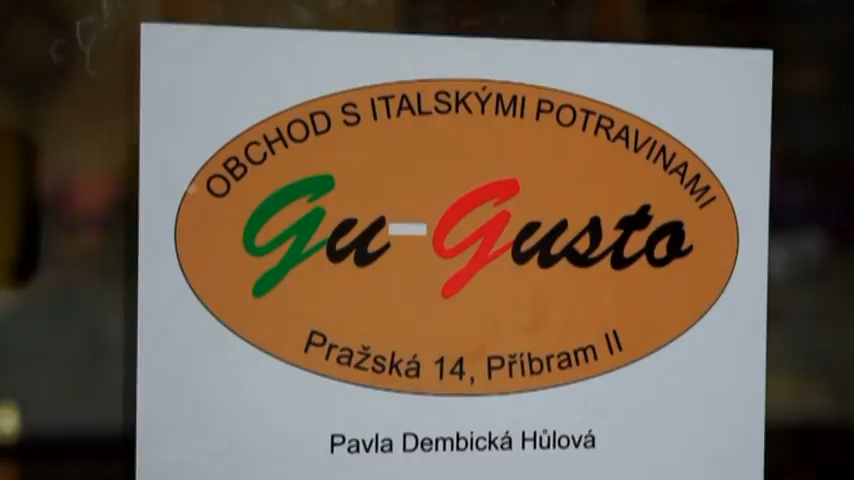 OBCHOD S ITALSKÝMI POTRAVINAMI
Gu-Gusto
Pražská 14, Příbram II
Pavla Dembická Hůlová